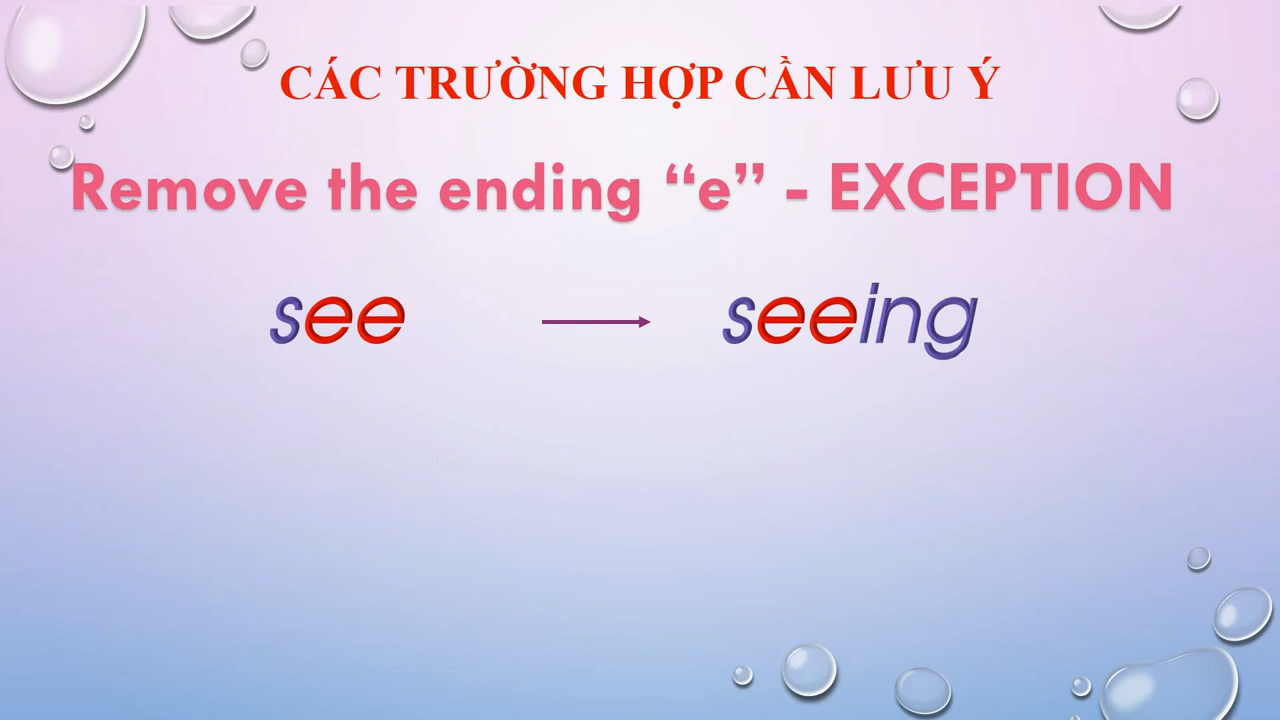 CÁC TRƯỜNG HỢP CẦN LƯU Ý
Remove the ending “e” - EXCEPTION
see seeing